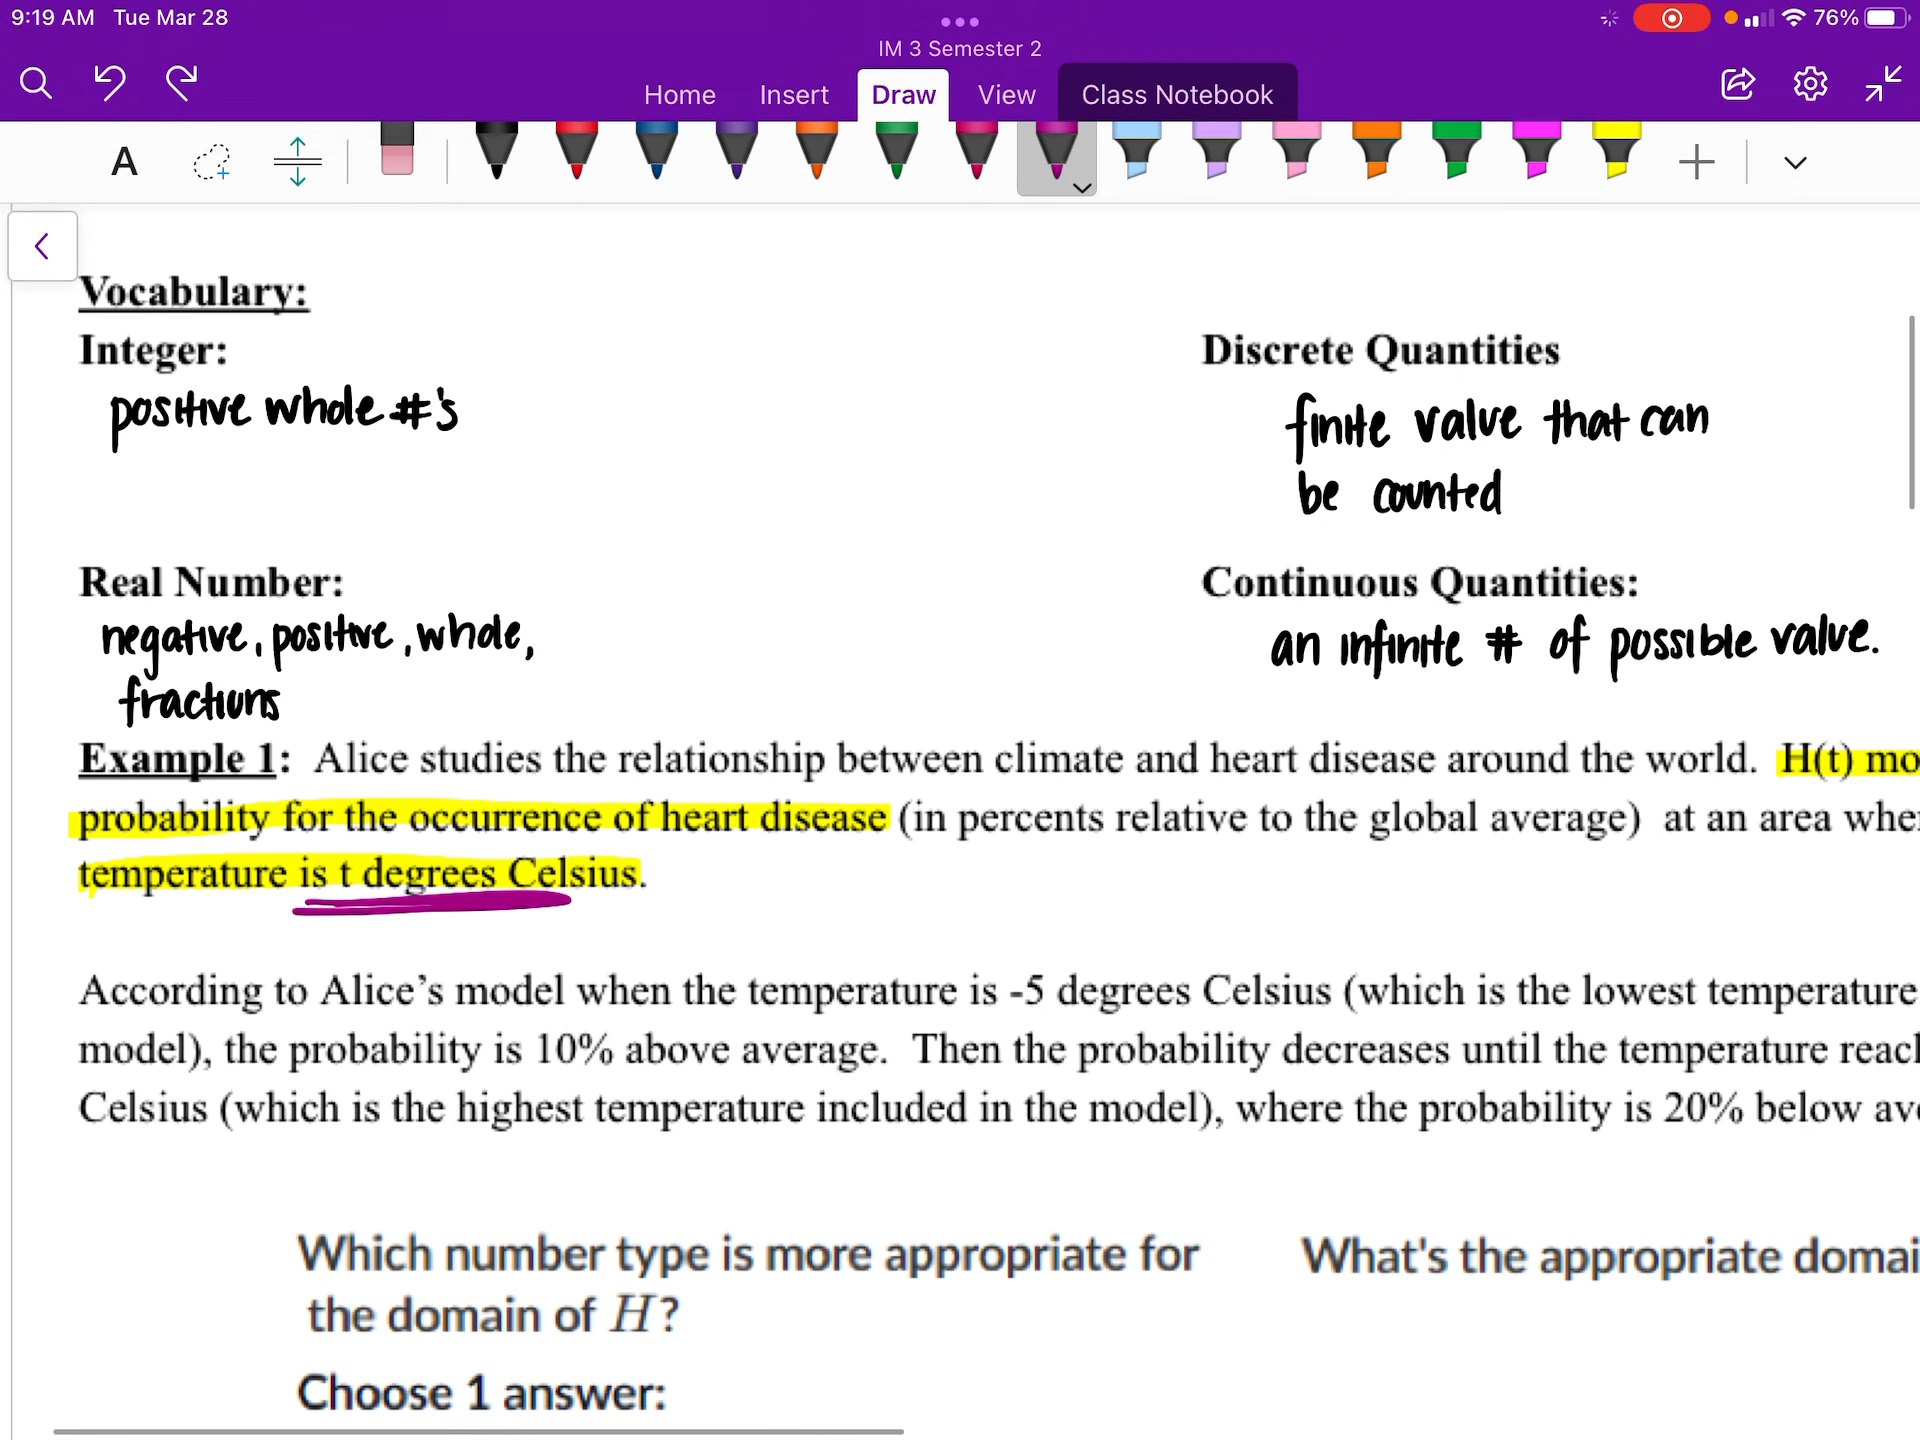 9:19 AM Tue Mar 28
76%
IM 3 Semester 2
Home Insert Draw View Class Notebook
A
Vocabulary:
Integer:
positive whole #'s
Discrete Quantities
finite value that can
be counted
Real Number:
negative, positive, whole,
fractions
Continuous Quantities:
an infinite # of possible value.
Example 1: Alice studies the relationship between climate and heart disease around the world. H(t) mo
probability for the occurrence of heart disease (in percents relative to the global average) at an area whe
temperature is t degrees Celsius.
According to Alice's model when the temperature is -5 degrees Celsius (which is the lowest temperature
model), the probability is 10% above average. Then the probability decreases until the temperature reac
Celsius (which is the highest temperature included in the model), where the probability is 20% below av
Which number type is more appropriate for
the domain of H?
What's the appropriate domai
Choose 1 answer: